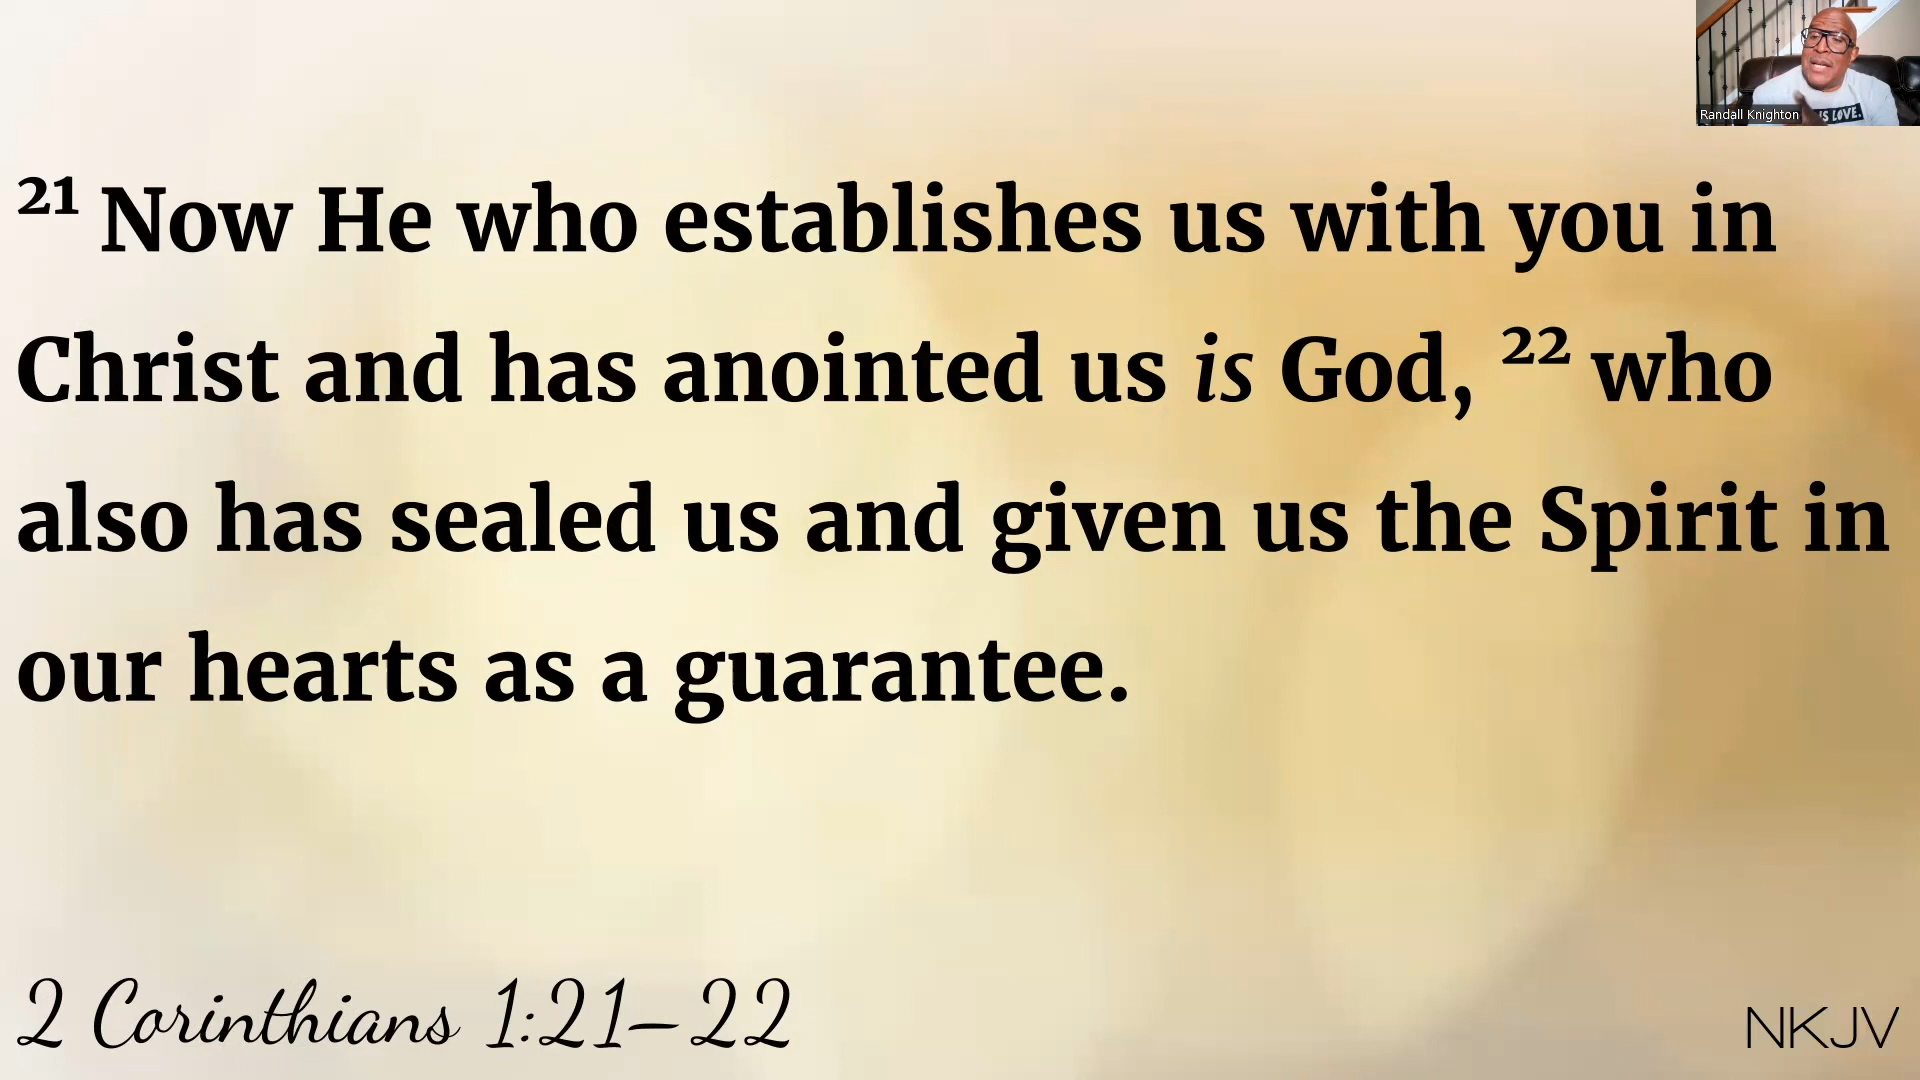 Randall Knighton
IS LOVE.
21 Now He who establishes us with you in
Christ and has anointed us is God, 22 who
also has sealed us and given us the Spirit in
our hearts as a guarantee.
2 Corinthians 1:21–22
NKJV